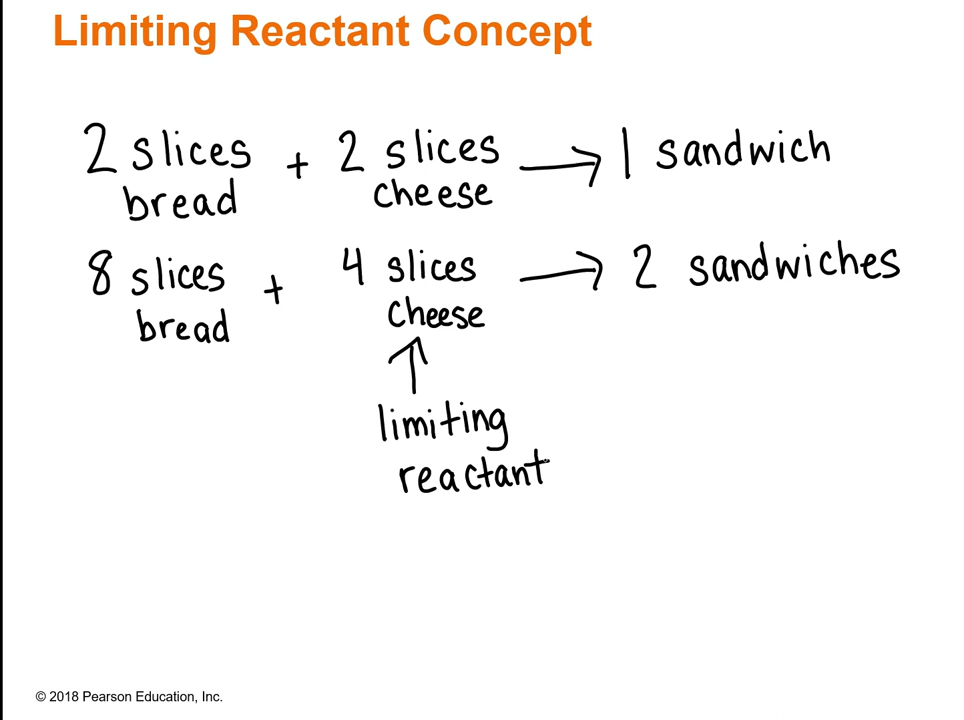 Limiting Reactant Concept
2 slices bread + 2 slices cheese → 1 sandwich
8 slices bread + 4 slices cheese → 2 sandwiches
↑
limiting
reactant
© 2018 Pearson Education, Inc.